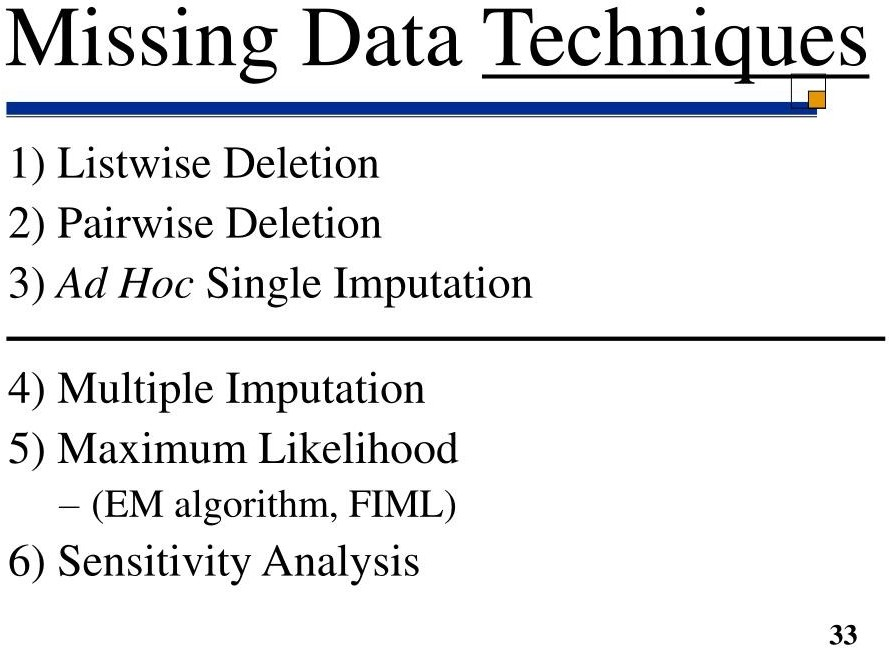 Missing Data Techniques
1) Listwise Deletion
2) Pairwise Deletion
3) Ad Hoc Single Imputation
4) Multiple Imputation
5) Maximum Likelihood
– (EM algorithm, FIML)
6) Sensitivity Analysis
33